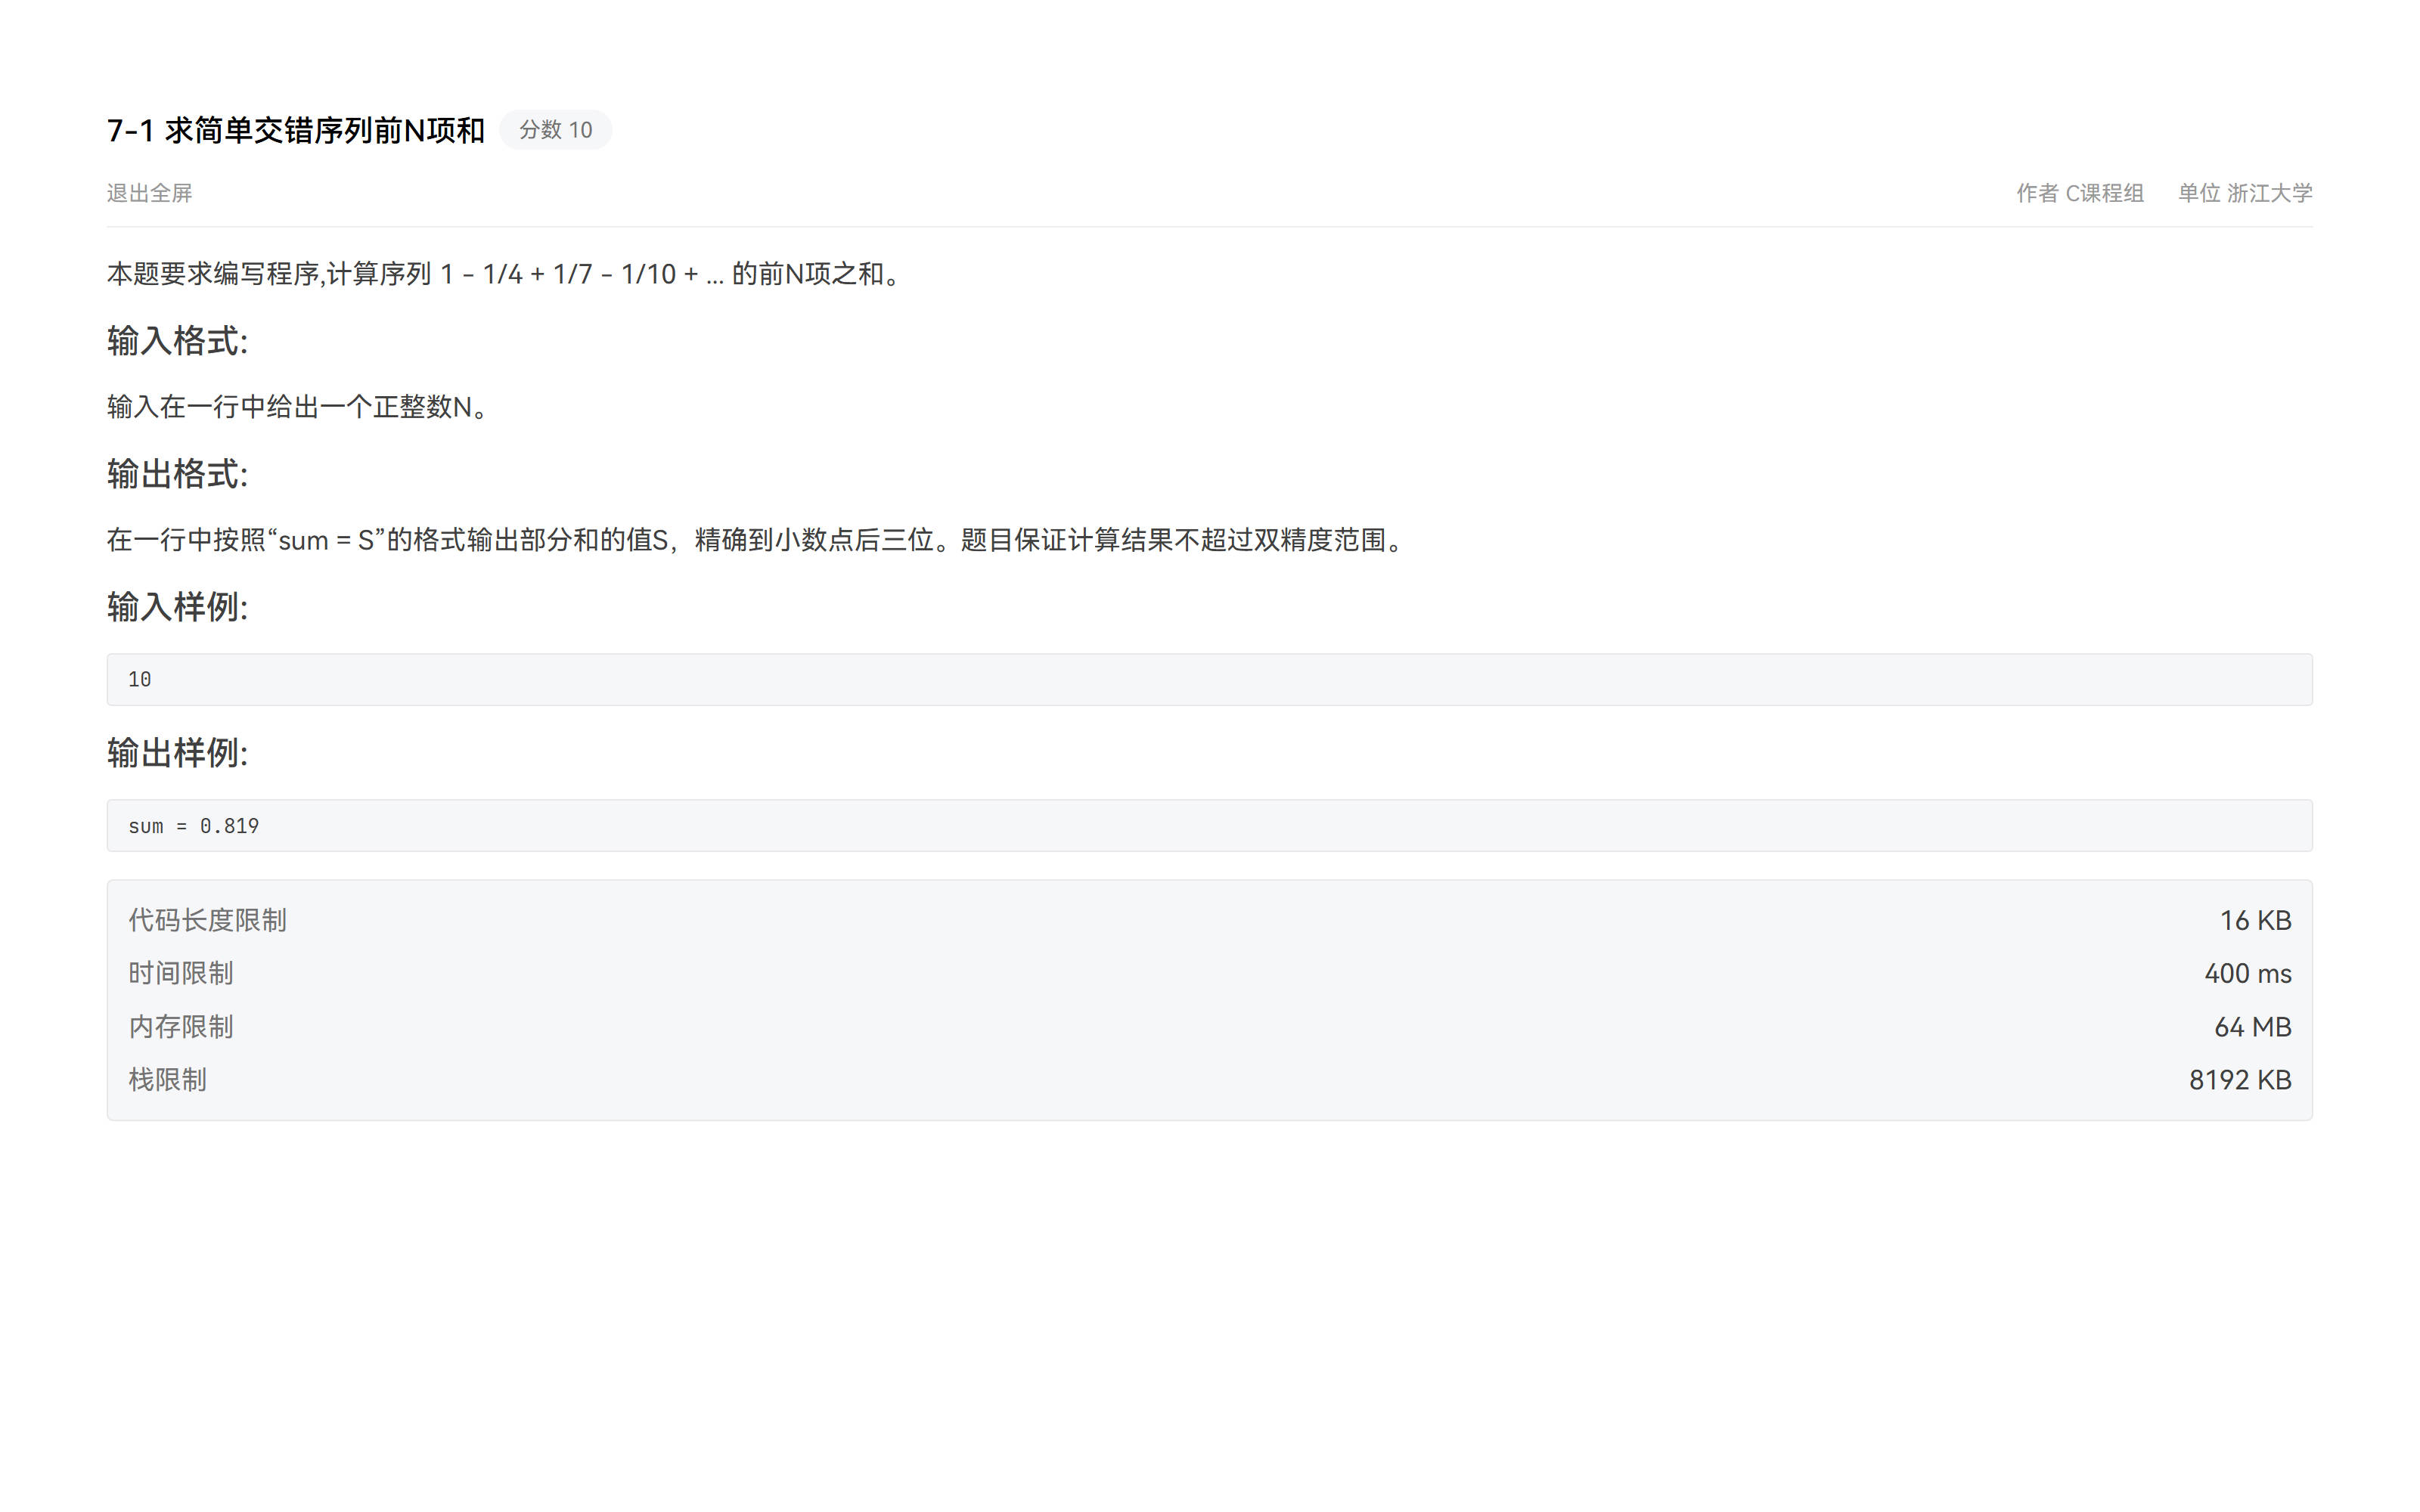 7-1 求简单交错序列前N项和 分数 10
退出全屏 作者 C课程组 单位 浙江大学
本题要求编写程序,计算序列 1 - 1/4 + 1/7 - 1/10 + ... 的前N项之和。
输入格式:
输入在一行中给出一个正整数N。
输出格式:
在一行中按照“sum = S”的格式输出部分和的值S，精确到小数点后三位。题目保证计算结果不超过双精度范围。
输入样例:
10
输出样例:
sum = 0.819
代码长度限制 16 KB
时间限制 400 ms
内存限制 64 MB
栈限制 8192 KB